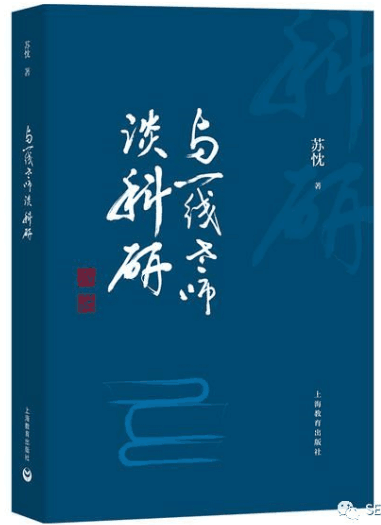 苏忱 著
与一线老师谈科研
上海教育出版社
科研
与一线老师
谈科研
苏忱
著
上海教育出版社
SE